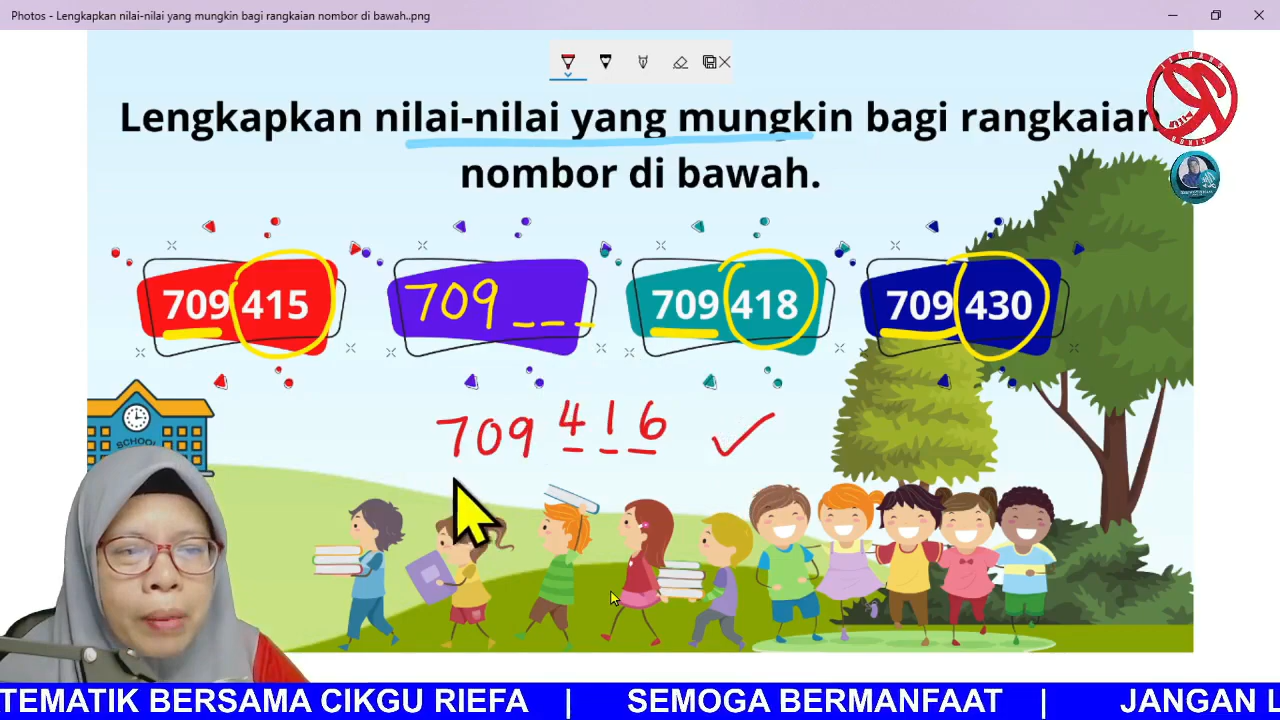 Photos - Lengkapkan nilai-nilai yang mungkin bagi rangkaian nombor di bawah..png
Lengkapkan nilai-nilai yang mungkin bagi rangkaian
nombor di bawah.
709 415
709 _ _ _
709 418
709 430
709 416
SCHOOL
TEMATIK BERSAMA CIKGU RIEFA | SEMOGA BERMANFAAT | JANGAN L